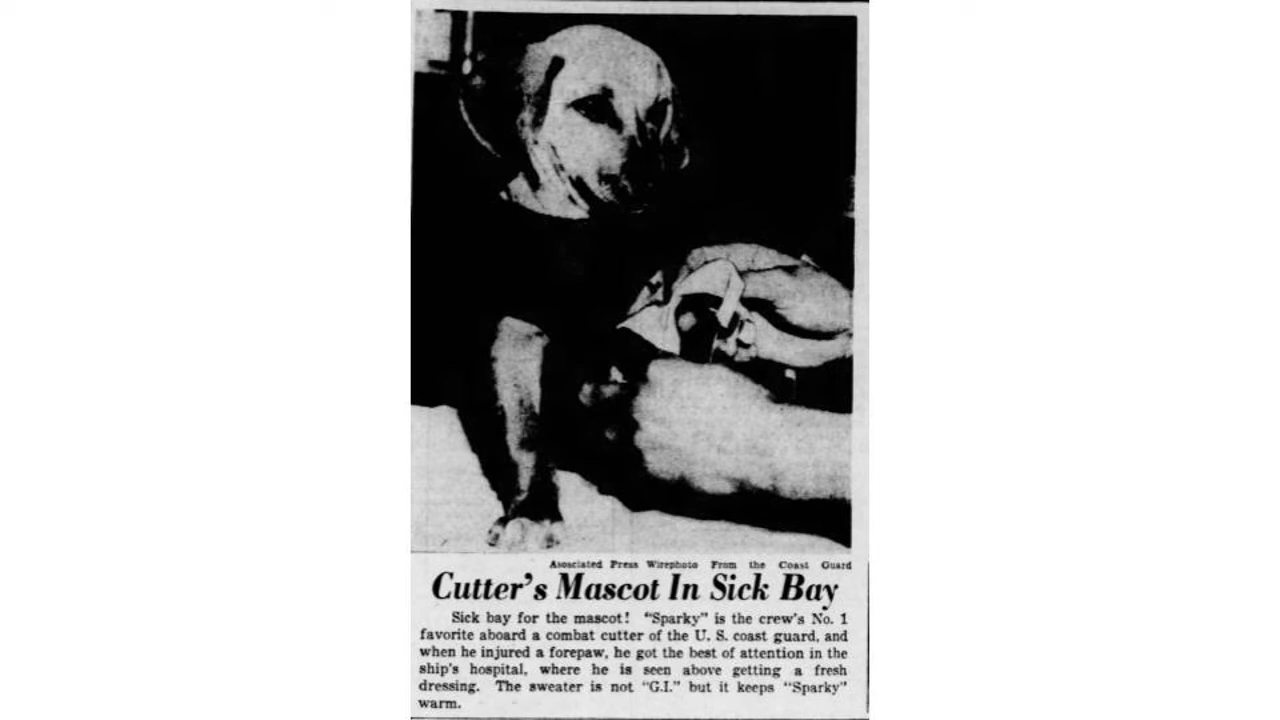 Associated Press Wirephoto From the Coast Guard
Cutter's Mascot In Sick Bay
Sick bay for the mascot! "Sparky" is the crew's No. 1
favorite aboard a combat cutter of the U. S. coast guard, and
when he injured a forepaw, he got the best of attention in the
ship's hospital, where he is seen above getting a fresh
dressing. The sweater is not "G.I." but it keeps "Sparky"
warm.